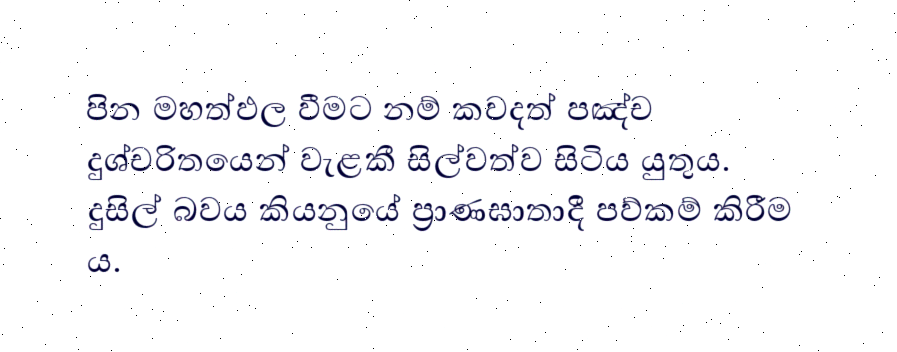 පින මහත්ඵල වීමට නම් කවදත් පඤ්ච
දුශ්චරිතයෙන් වැළකී සිල්වත්ව සිටිය යුතුය.
දුසිල් බවය කියනුයේ ප්‍රාණඝාතාදී පව්කම් කිරීම
ය.